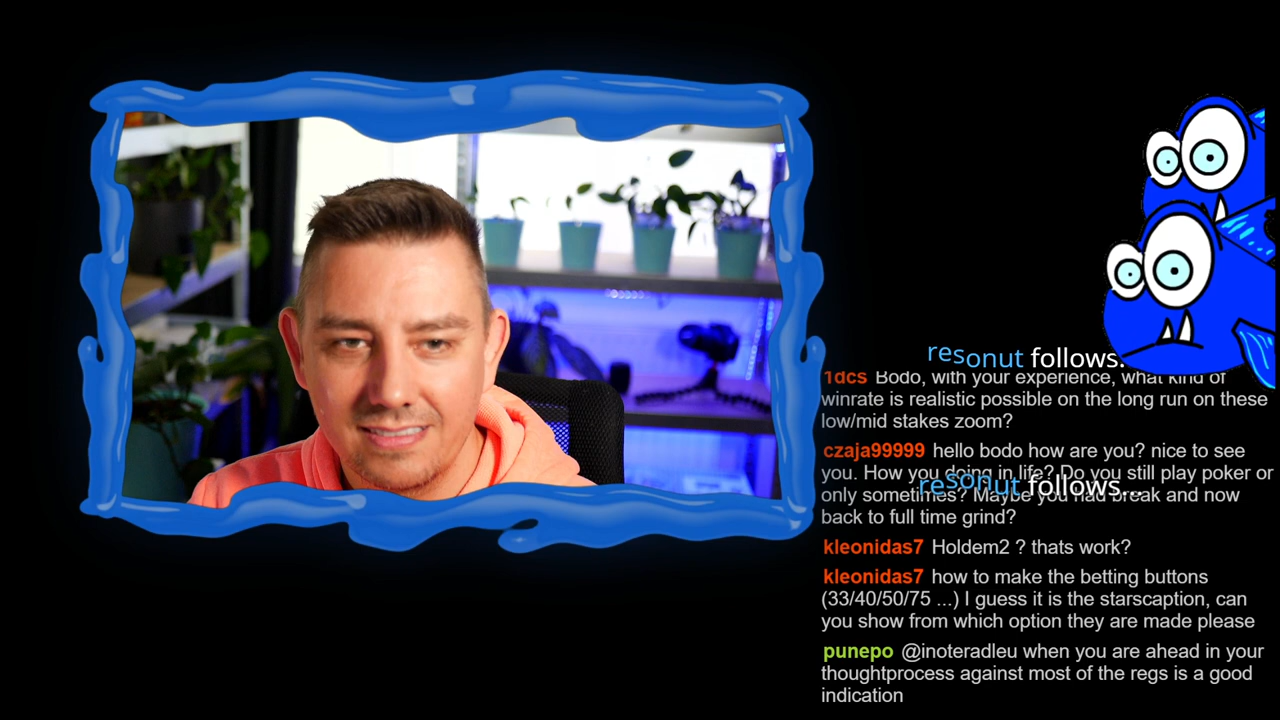 resonut follows.
1dcs Bodo, with your experience, what kind of
winrate is realistic possible on the long run on these
low/mid stakes zoom?
czaja99999 hello bodo how are you? nice to see
you. How you doing in life? Do you still play poker or
resonut follows...
only sometimes? Maybe you had break and now
back to full time grind?
kleonidas7 Holdem2 ? thats work?
kleonidas7 how to make the betting buttons
(33/40/50/75 ...) I guess it is the starscaption, can
you show from which option they are made please
punepo @inoteradleu when you are ahead in your
thoughtprocess against most of the regs is a good
indication